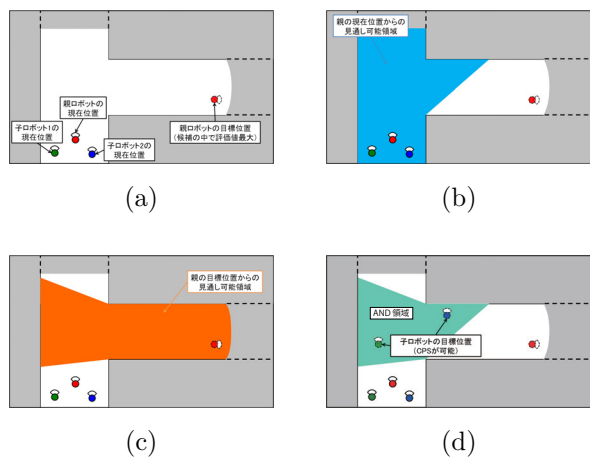 親ロボットの
現在位置
子ロボット1の
現在位置
子ロボット2の
現在位置
親ロボットの目標位置
(候補の中で評価値最大)
(a)
親の現在位置からの
見通し可能領域
(b)
親の目標位置からの
見通し可能領域
(c)
AND 領域
子ロボットの目標位置
(CPSが可能)
(d)